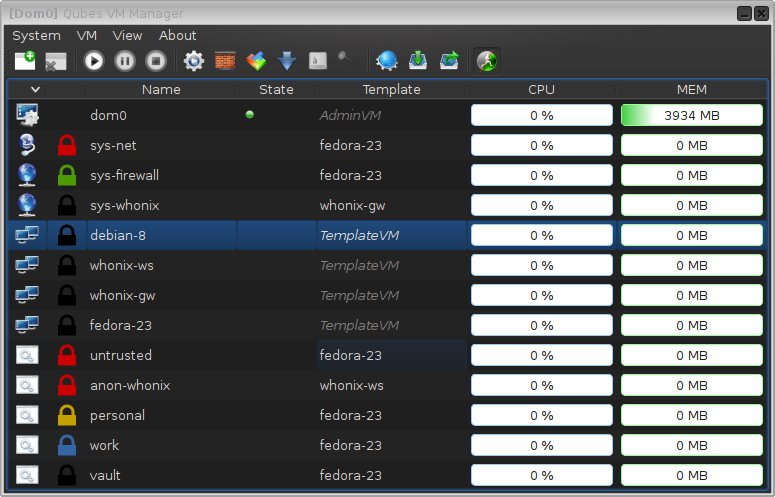 [Dom0] Qubes VM Manager
System VM View About
Name State Template CPU MEM
dom0 AdminVM 0 % 3934 MB
sys-net fedora-23 0 % 0 MB
sys-firewall fedora-23 0 % 0 MB
sys-whonix whonix-gw 0 % 0 MB
debian-8 TemplateVM 0 % 0 MB
whonix-ws TemplateVM 0 % 0 MB
whonix-gw TemplateVM 0 % 0 MB
fedora-23 TemplateVM 0 % 0 MB
untrusted fedora-23 0 % 0 MB
anon-whonix whonix-ws 0 % 0 MB
personal fedora-23 0 % 0 MB
work fedora-23 0 % 0 MB
vault fedora-23 0 % 0 MB